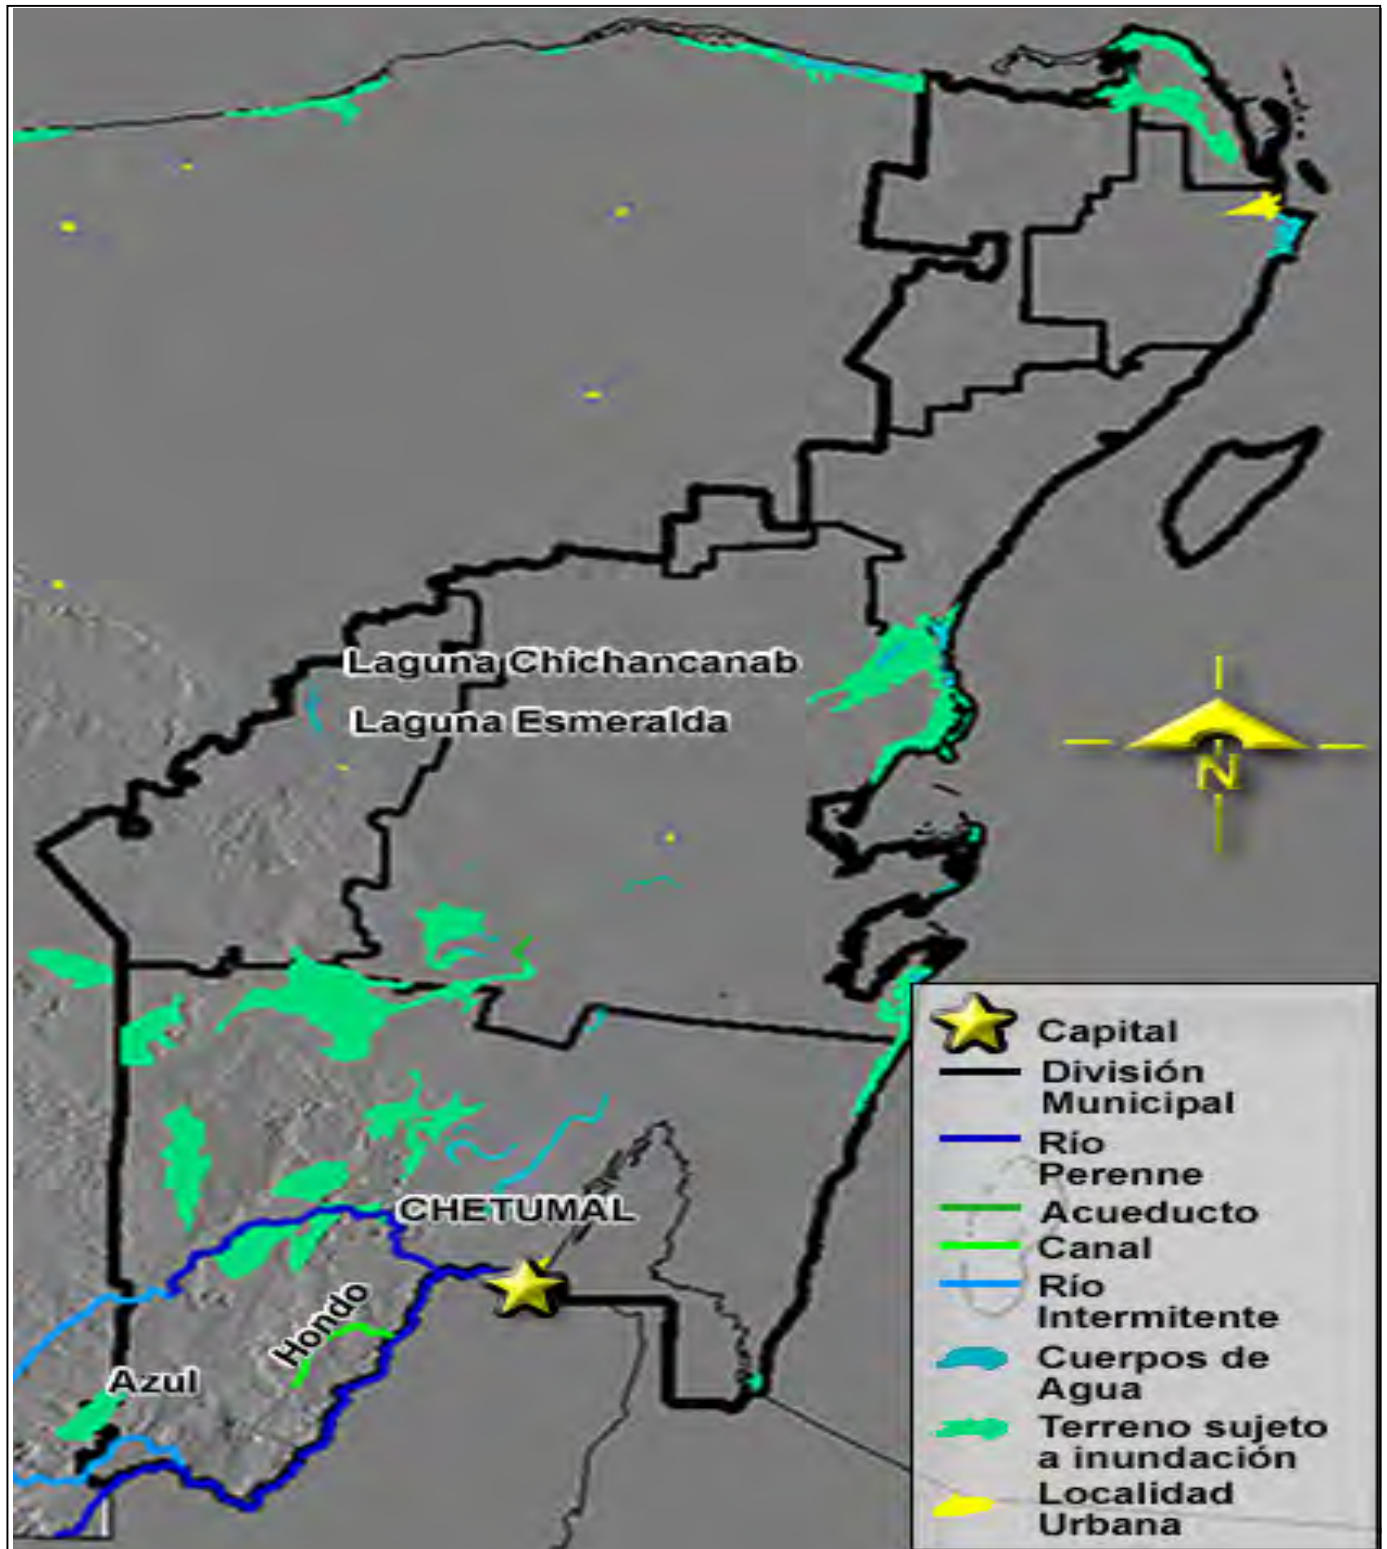 Laguna Chichancanab
Laguna Esmeralda
N
CHETUMAL
Hondo
Azul
Capital
División
Municipal
Río
Perenne
Acueducto
Canal
Río
Intermitente
Cuerpos de
Agua
Terreno sujeto
a inundación
Localidad
Urbana